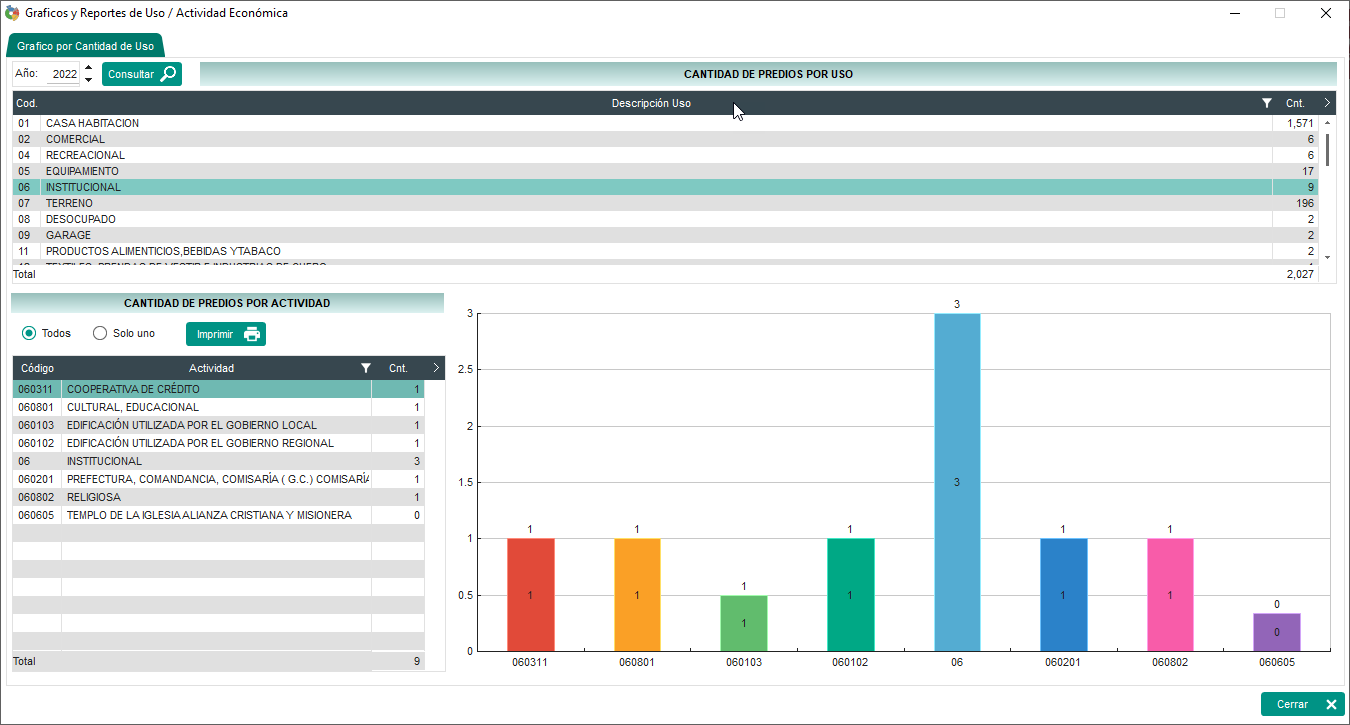 Graficos y Reportes de Uso / Actividad Económica
Grafico por Cantidad de Uso
Año: 2022 Consultar CANTIDAD DE PREDIOS POR USO
Cod. Descripción Uso Cnt.
01 CASA HABITACION 1,571
02 COMERCIAL 6
04 RECREACIONAL 6
05 EQUIPAMIENTO 17
06 INSTITUCIONAL 9
07 TERRENO 196
08 DESOCUPADO 2
09 GARAGE 2
11 PRODUCTOS ALIMENTICIOS,BEBIDAS YTABACO 2
Total 2,027
CANTIDAD DE PREDIOS POR ACTIVIDAD
Todos Solo uno Imprimir
Código Actividad Cnt.
060311 COOPERATIVA DE CRÉDITO 1
060801 CULTURAL, EDUCACIONAL 1
060103 EDIFICACIÓN UTILIZADA POR EL GOBIERNO LOCAL 1
060102 EDIFICACIÓN UTILIZADA POR EL GOBIERNO REGIONAL 1
06 INSTITUCIONAL 3
060201 PREFECTURA, COMANDANCIA, COMISARÍA ( G.C.) COMISARÍA 1
060802 RELIGIOSA 1
060605 TEMPLO DE LA IGLESIA ALIANZA CRISTIANA Y MISIONERA 0
Total 9
3
3
2.5
2
1.5 3
1 1 1 1 1 1
1
1
0
0.5 1 1 1 1 1
1
0
0
060311 060801 060103 060102 06 060201 060802 060605
Cerrar